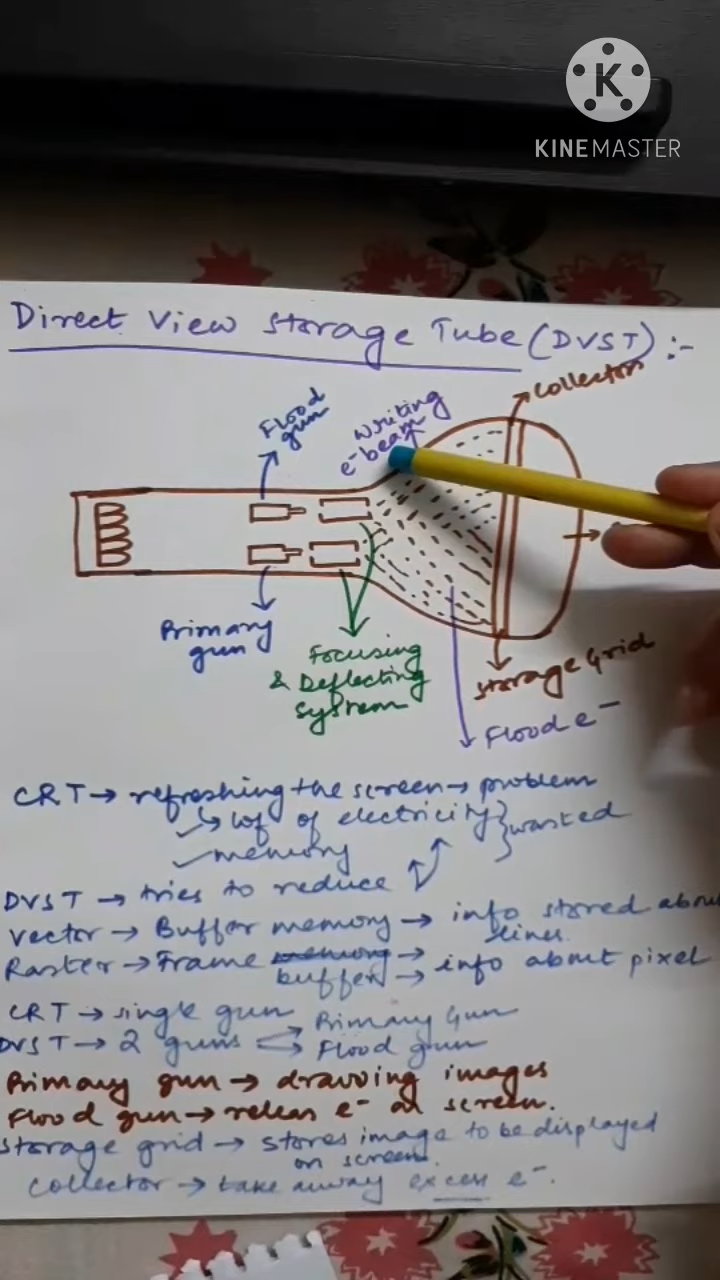 K
KINEMASTER
Direct View Storage Tube (DVST) :-
Collector
Flood
gun
Writing
e- beam
Primary
gun
Focusing
& Deflecting
System
Storage Grid
Flood e-
CRT → refreshing the screen → problem
↳ lof of electricity } wasted
✓ memory
DVST → tries to reduce
Vector → Buffer memory → info stored about
lines
Raster → Frame memory →
buffer → info about pixel
CRT → single gun
DVST → 2 guns → Primary Gun
→ Flood gun
Primary gun → drawing images
Flood gun → releas e- at screen.
Storage grid → stores image to be displayed
on screen.
Collector → take away excess e-.